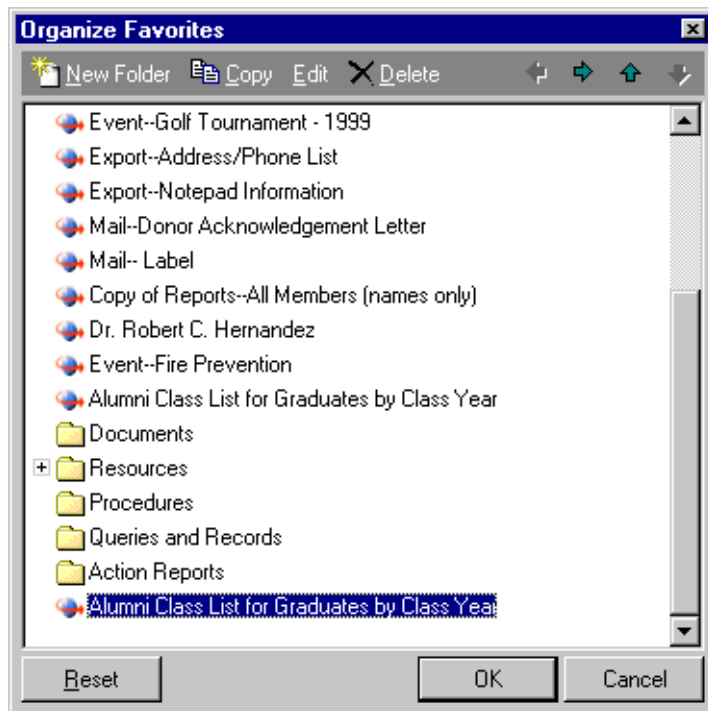 Organize Favorites
New Folder Copy Edit Delete
Event--Golf Tournament - 1999
Export--Address/Phone List
Export--Notepad Information
Mail--Donor Acknowledgement Letter
Mail-- Label
Copy of Reports--All Members (names only)
Dr. Robert C. Hernandez
Event--Fire Prevention
Alumni Class List for Graduates by Class Year
Documents
Resources
Procedures
Queries and Records
Action Reports
Alumni Class List for Graduates by Class Year
Reset OK Cancel